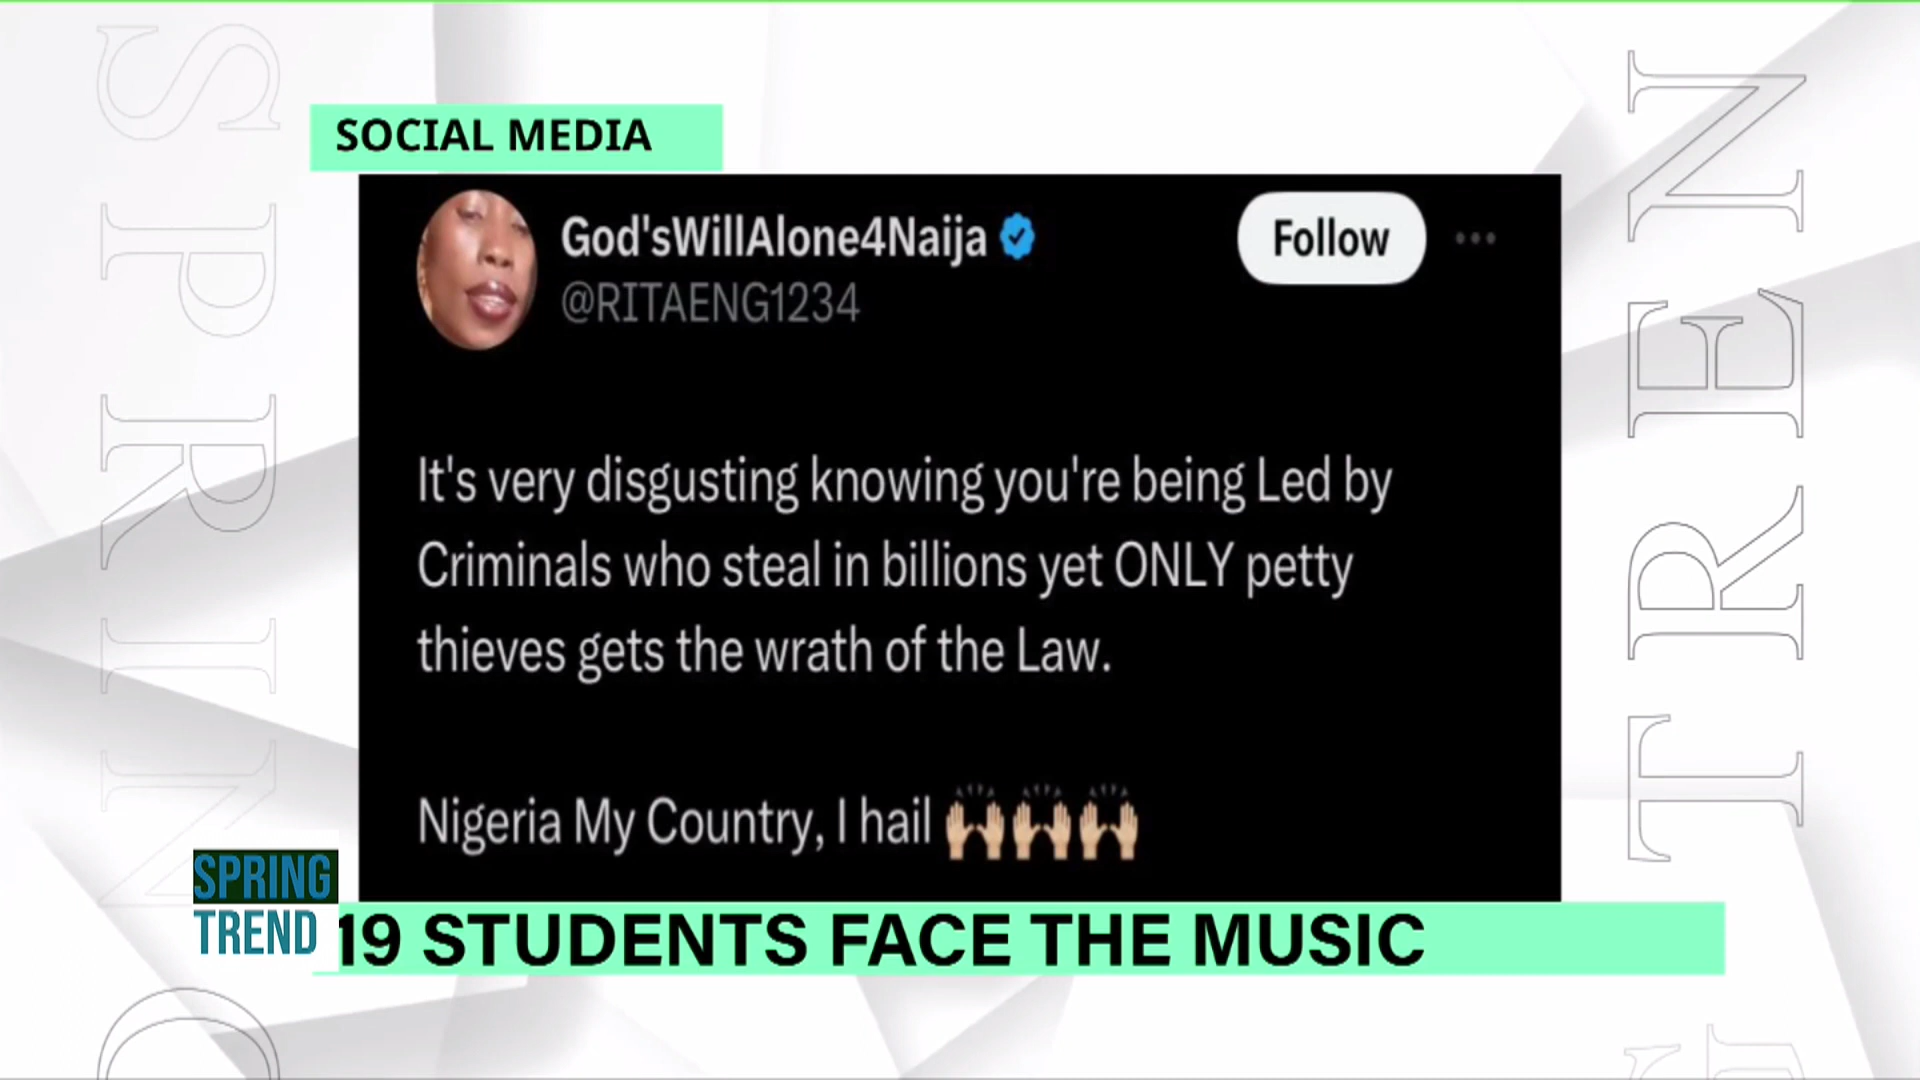 SOCIAL MEDIA
God'sWillAlone4Naija
Follow
@RITAENG1234
It's very disgusting knowing you're being Led by
Criminals who steal in billions yet ONLY petty
thieves gets the wrath of the Law.
Nigeria My Country, I hail 🙌🏼🙌🏼🙌🏼
SPRING
TREND
19 STUDENTS FACE THE MUSIC
SPRING
TREN